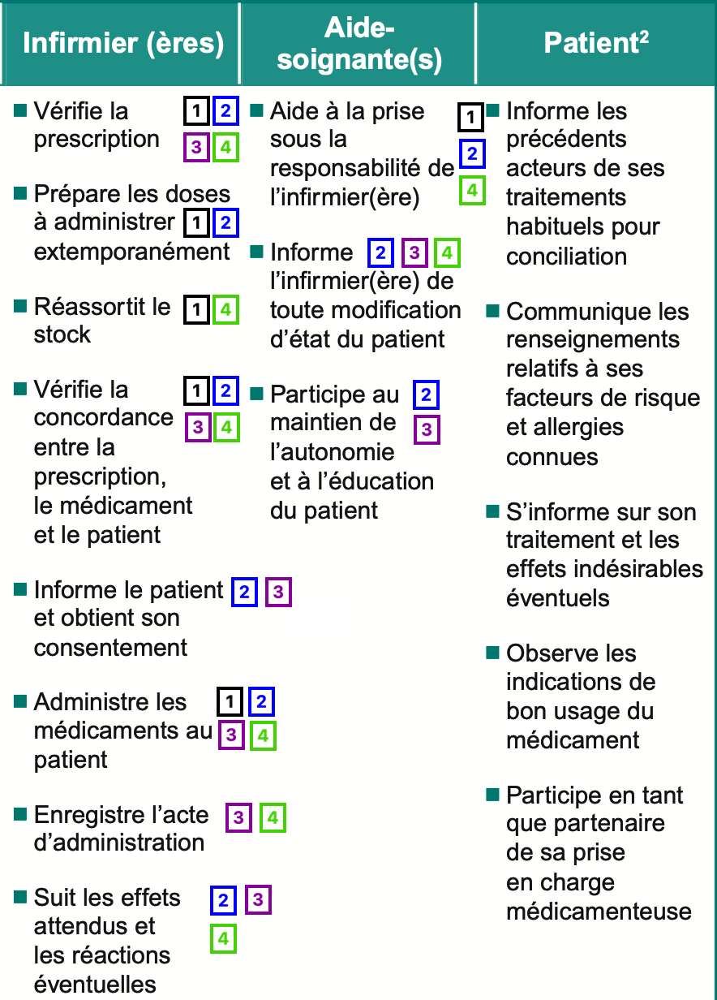 Infirmier (ères)
Aide-
soignante(s)
Patient²
Vérifie la 1 2
prescription 3 4
Prépare les doses
à administrer 1 2
extemporanément
Réassortit le 1 4
stock
Vérifie la 1 2
concordance 3 4
entre la
prescription,
le médicament
et le patient
Informe le patient 2 3
et obtient son
consentement
Administre les 1 2
médicaments au 3 4
patient
Enregistre l’acte 3 4
d’administration
Suit les effets 2 3
attendus et 4
les réactions
éventuelles
Aide à la prise 1
sous la 2
responsabilité de
l’infirmier(ère) 4
Informe 2 3 4
l’infirmier(ère) de
toute modification
d’état du patient
Participe au 2
maintien de 3
l’autonomie
et à l’éducation
du patient
Informe les
précédents
acteurs de ses
traitements
habituels pour
conciliation
Communique les
renseignements
relatifs à ses
facteurs de risque
et allergies
connues
S’informe sur son
traitement et les
effets indésirables
éventuels
Observe les
indications de
bon usage du
médicament
Participe en tant
que partenaire
de sa prise
en charge
médicamenteuse